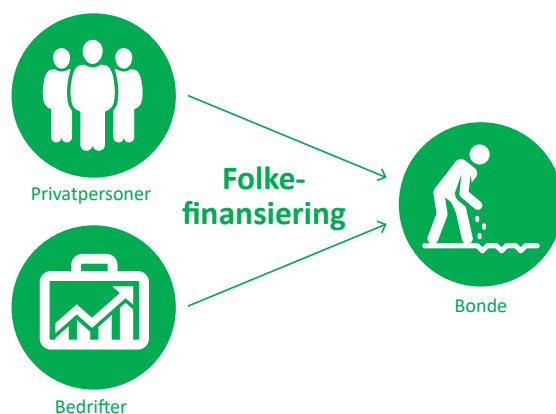 Privatpersoner
Folke-
finansiering
Bonde
Bedrifter